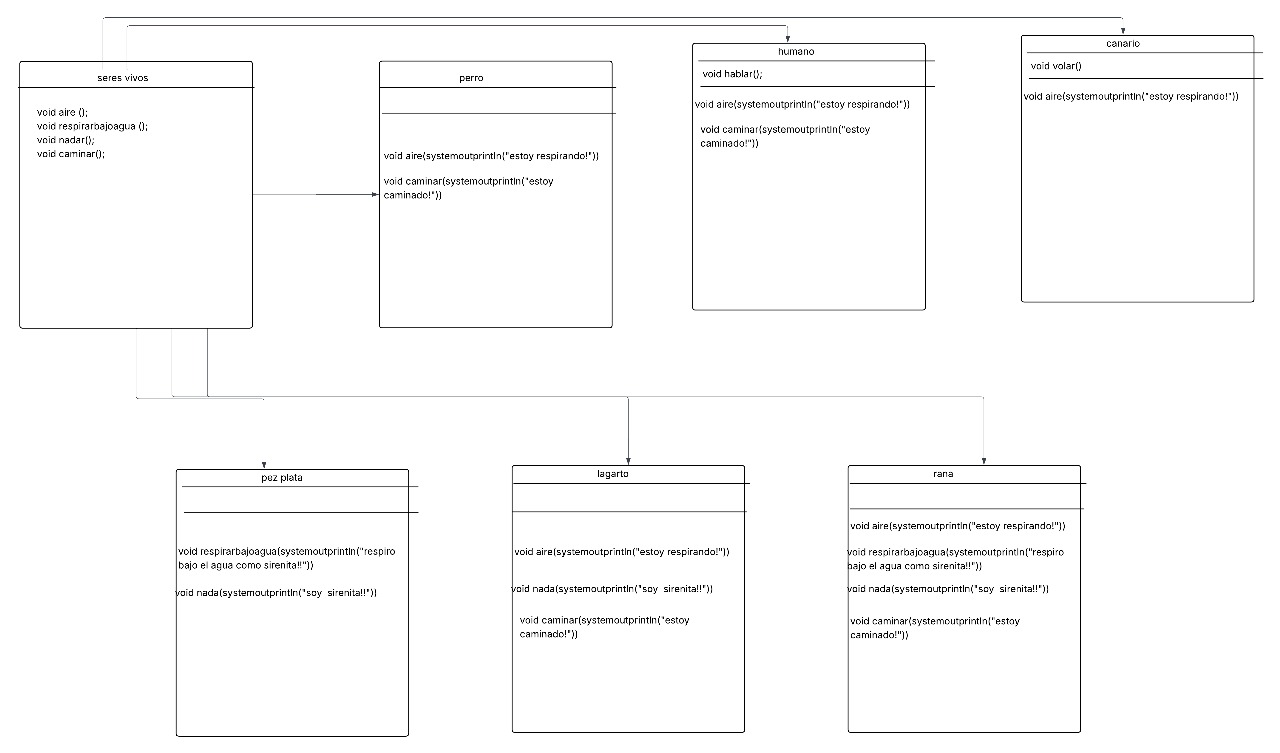 seres vivos
void aire ();
void respirarbajoagua ();
void nadar();
void caminar();
perro
void aire(systemoutprintln("estoy respirando!"))
void caminar(systemoutprintln("estoy
caminado!"))
humano
void hablar();
void aire(systemoutprintln("estoy respirando!"))
void caminar(systemoutprintln("estoy
caminado!"))
canario
void volar()
void aire(systemoutprintln("estoy respirando!"))
pez plata
void respirarbajoagua(systemoutprintln("respiro
bajo el agua como sirenita!!"))
void nada(systemoutprintln("soy  sirenita!!"))
lagarto
void aire(systemoutprintln("estoy respirando!"))
void nada(systemoutprintln("soy  sirenita!!"))
void caminar(systemoutprintln("estoy
caminado!"))
rana
void aire(systemoutprintln("estoy respirando!"))
void respirarbajoagua(systemoutprintln("respiro
bajo el agua como sirenita!!"))
void nada(systemoutprintln("soy  sirenita!!"))
void caminar(systemoutprintln("estoy
caminado!"))